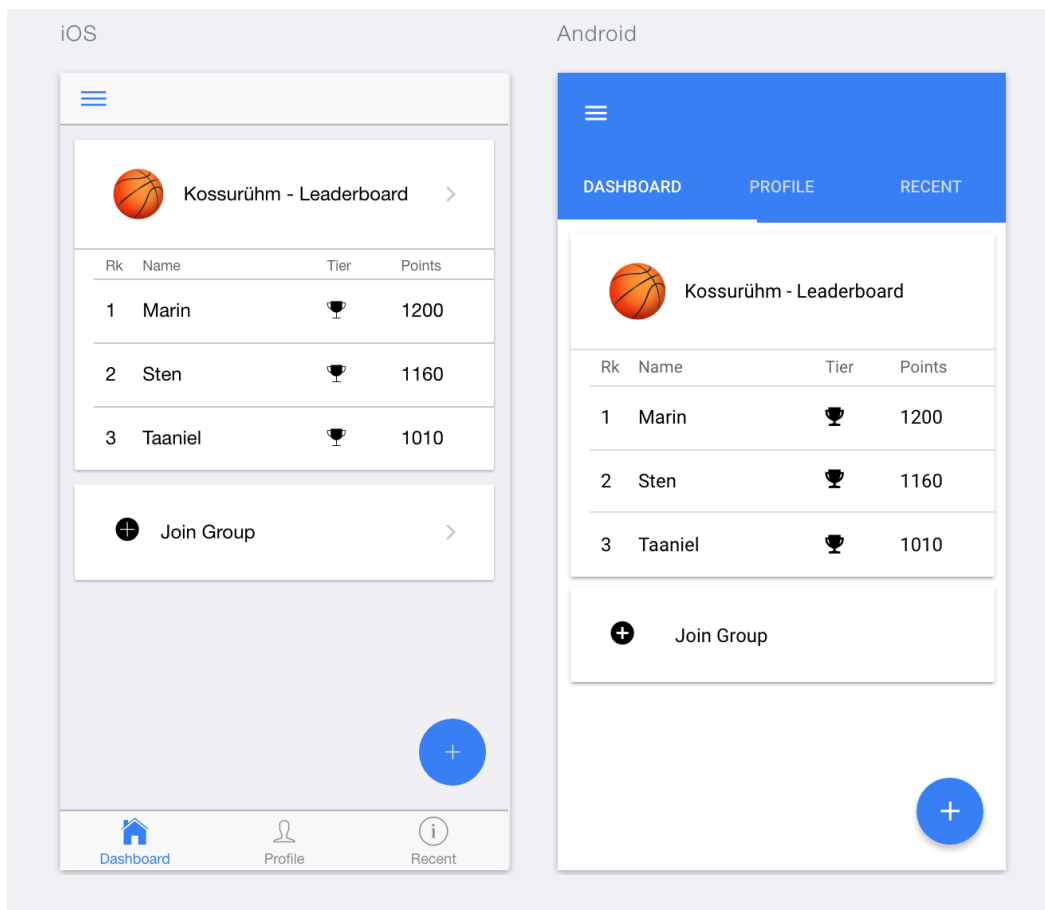 iOS
Kossurühm - Leaderboard
Rk Name Tier Points
1 Marin 1200
2 Sten 1160
3 Taaniel 1010
Join Group
Dashboard Profile Recent
Android
DASHBOARD PROFILE RECENT
Kossurühm - Leaderboard
Rk Name Tier Points
1 Marin 1200
2 Sten 1160
3 Taaniel 1010
Join Group